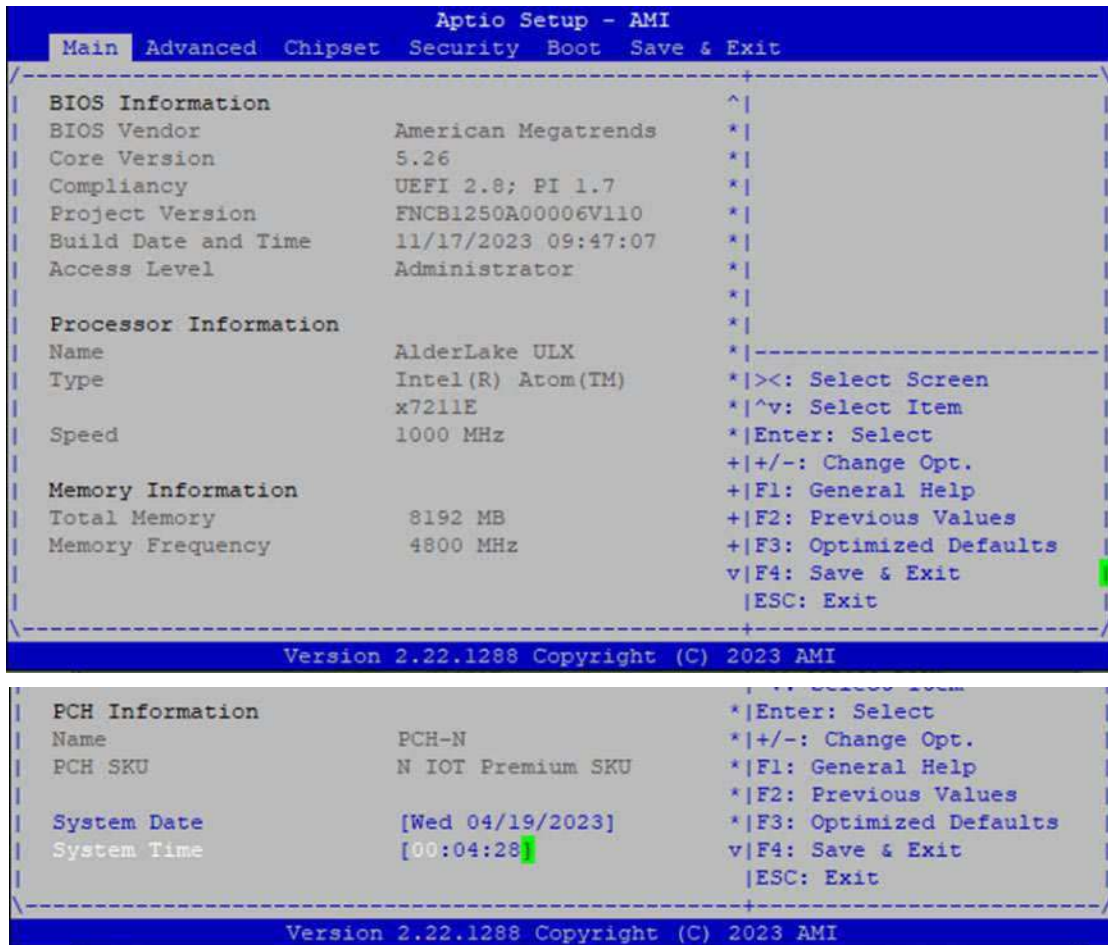 Aptio Setup - AMI
Main Advanced Chipset Security Boot Save & Exit
BIOS Information
BIOS Vendor American Megatrends
Core Version 5.26
Compliancy UEFI 2.8; PI 1.7
Project Version FNCB1250A00006V110
Build Date and Time 11/17/2023 09:47:07
Access Level Administrator
Processor Information
Name AlderLake ULX
Type Intel(R) Atom(TM) ><: Select Screen
x7211E ^v: Select Item
Speed 1000 MHz Enter: Select
+/-: Change Opt.
Memory Information F1: General Help
Total Memory 8192 MB F2: Previous Values
Memory Frequency 4800 MHz F3: Optimized Defaults
F4: Save & Exit
ESC: Exit
Version 2.22.1288 Copyright (C) 2023 AMI
PCH Information Enter: Select
Name PCH-N +/-: Change Opt.
PCH SKU N IOT Premium SKU F1: General Help
F2: Previous Values
System Date [Wed 04/19/2023] F3: Optimized Defaults
System Time [00:04:28] F4: Save & Exit
ESC: Exit
Version 2.22.1288 Copyright (C) 2023 AMI